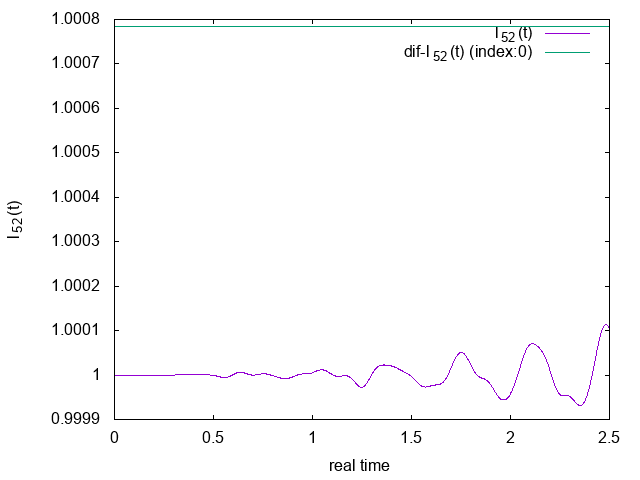 1.0008
1.0007
1.0006
1.0005
1.0004
1.0003
1.0002
1.0001
1
0.9999
I52(t)
I52(t)
dif-I52(t) (index:0)
0 0.5 1 1.5 2 2.5
real time